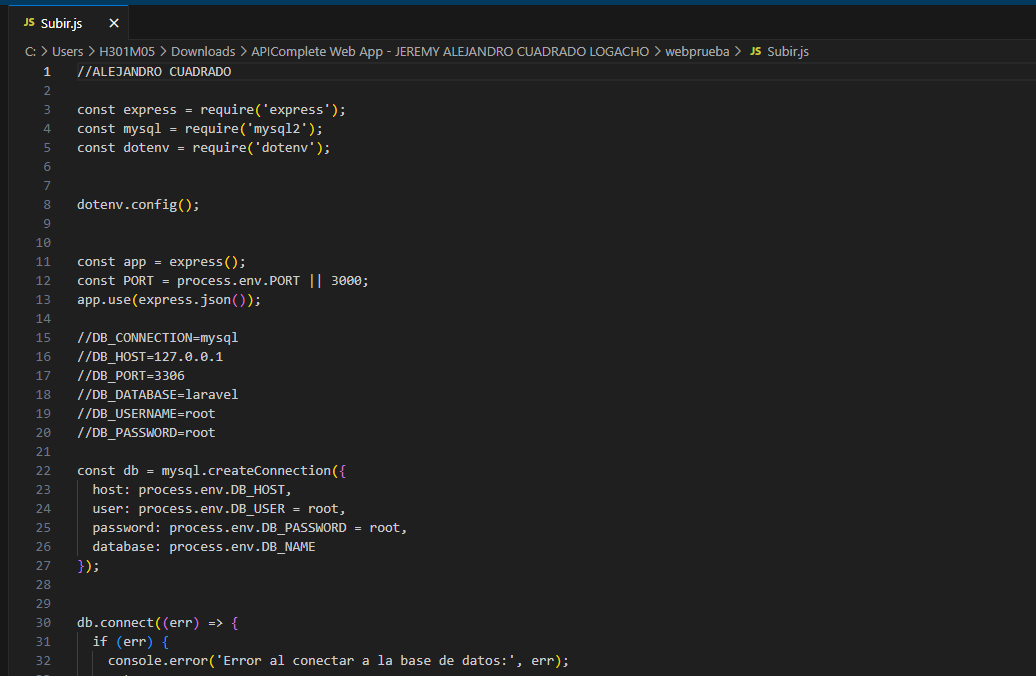 JS Subir.js ×
C: > Users > H301M05 > Downloads > APIComplete Web App - JEREMY ALEJANDRO CUADRADO LOGACHO > webprueba > JS Subir.js
1 //ALEJANDRO CUADRADO
2
3 const express = require('express');
4 const mysql = require('mysql2');
5 const dotenv = require('dotenv');
6
7
8 dotenv.config();
9
10
11 const app = express();
12 const PORT = process.env.PORT || 3000;
13 app.use(express.json());
14
15 //DB_CONNECTION=mysql
16 //DB_HOST=127.0.0.1
17 //DB_PORT=3306
18 //DB_DATABASE=laravel
19 //DB_USERNAME=root
20 //DB_PASSWORD=root
21
22 const db = mysql.createConnection({
23 host: process.env.DB_HOST,
24 user: process.env.DB_USER = root,
25 password: process.env.DB_PASSWORD = root,
26 database: process.env.DB_NAME
27 });
28
29
30 db.connect((err) => {
31 if (err) {
32 console.error('Error al conectar a la base de datos:', err);